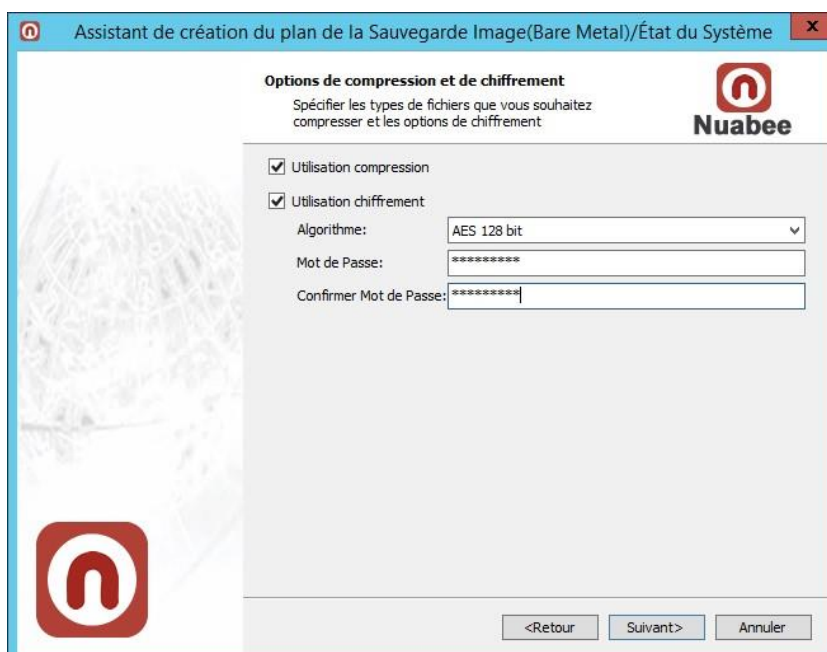 Assistant de création du plan de la Sauvegarde Image(Bare Metal)/État du Système
x
Options de compression et de chiffrement
Spécifier les types de fichiers que vous souhaitez
compresser et les options de chiffrement
Nuabee
Utilisation compression
Utilisation chiffrement
Algorithme: AES 128 bit
Mot de Passe: *********
Confirmer Mot de Passe: *********
<Retour Suivant> Annuler